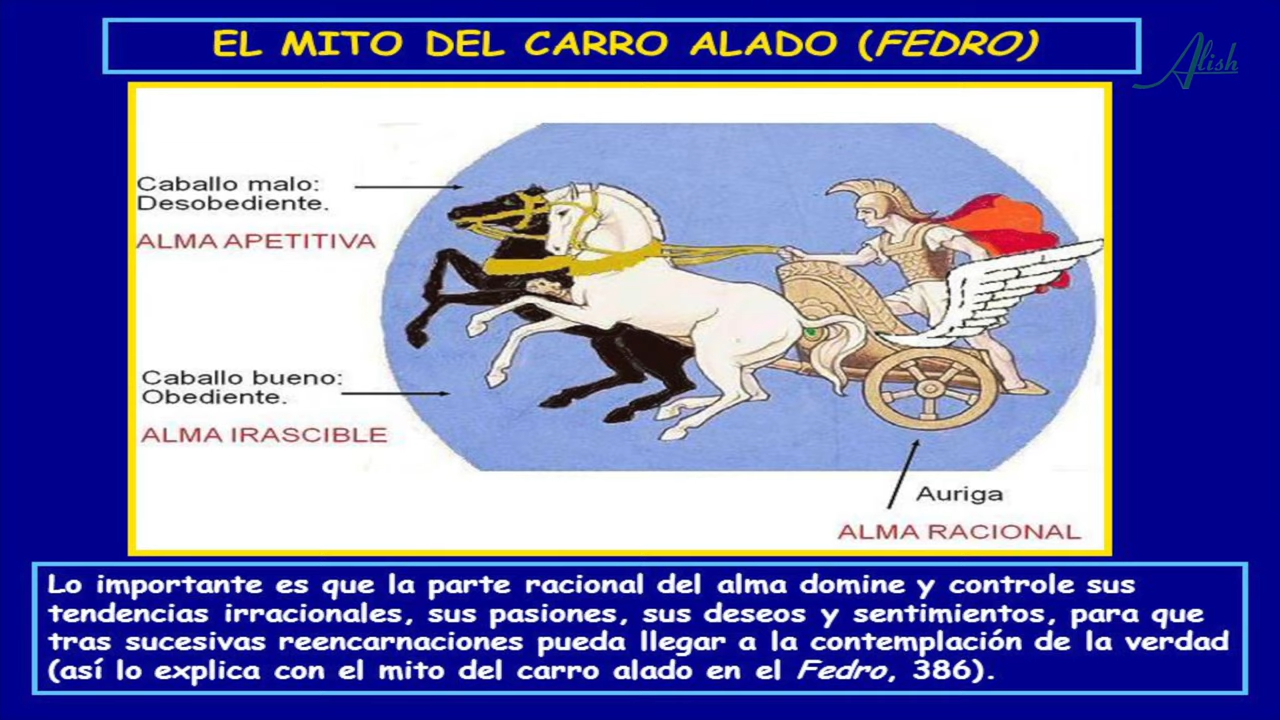 EL MITO DEL CARRO ALADO (FEDRO)
Alish
Caballo malo:
Desobediente.
ALMA APETITIVA
Caballo bueno:
Obediente.
ALMA IRASCIBLE
Auriga
ALMA RACIONAL
Lo importante es que la parte racional del alma domine y controle sus
tendencias irracionales, sus pasiones, sus deseos y sentimientos, para que
tras sucesivas reencarnaciones pueda llegar a la contemplación de la verdad
(así lo explica con el mito del carro alado en el Fedro, 386).